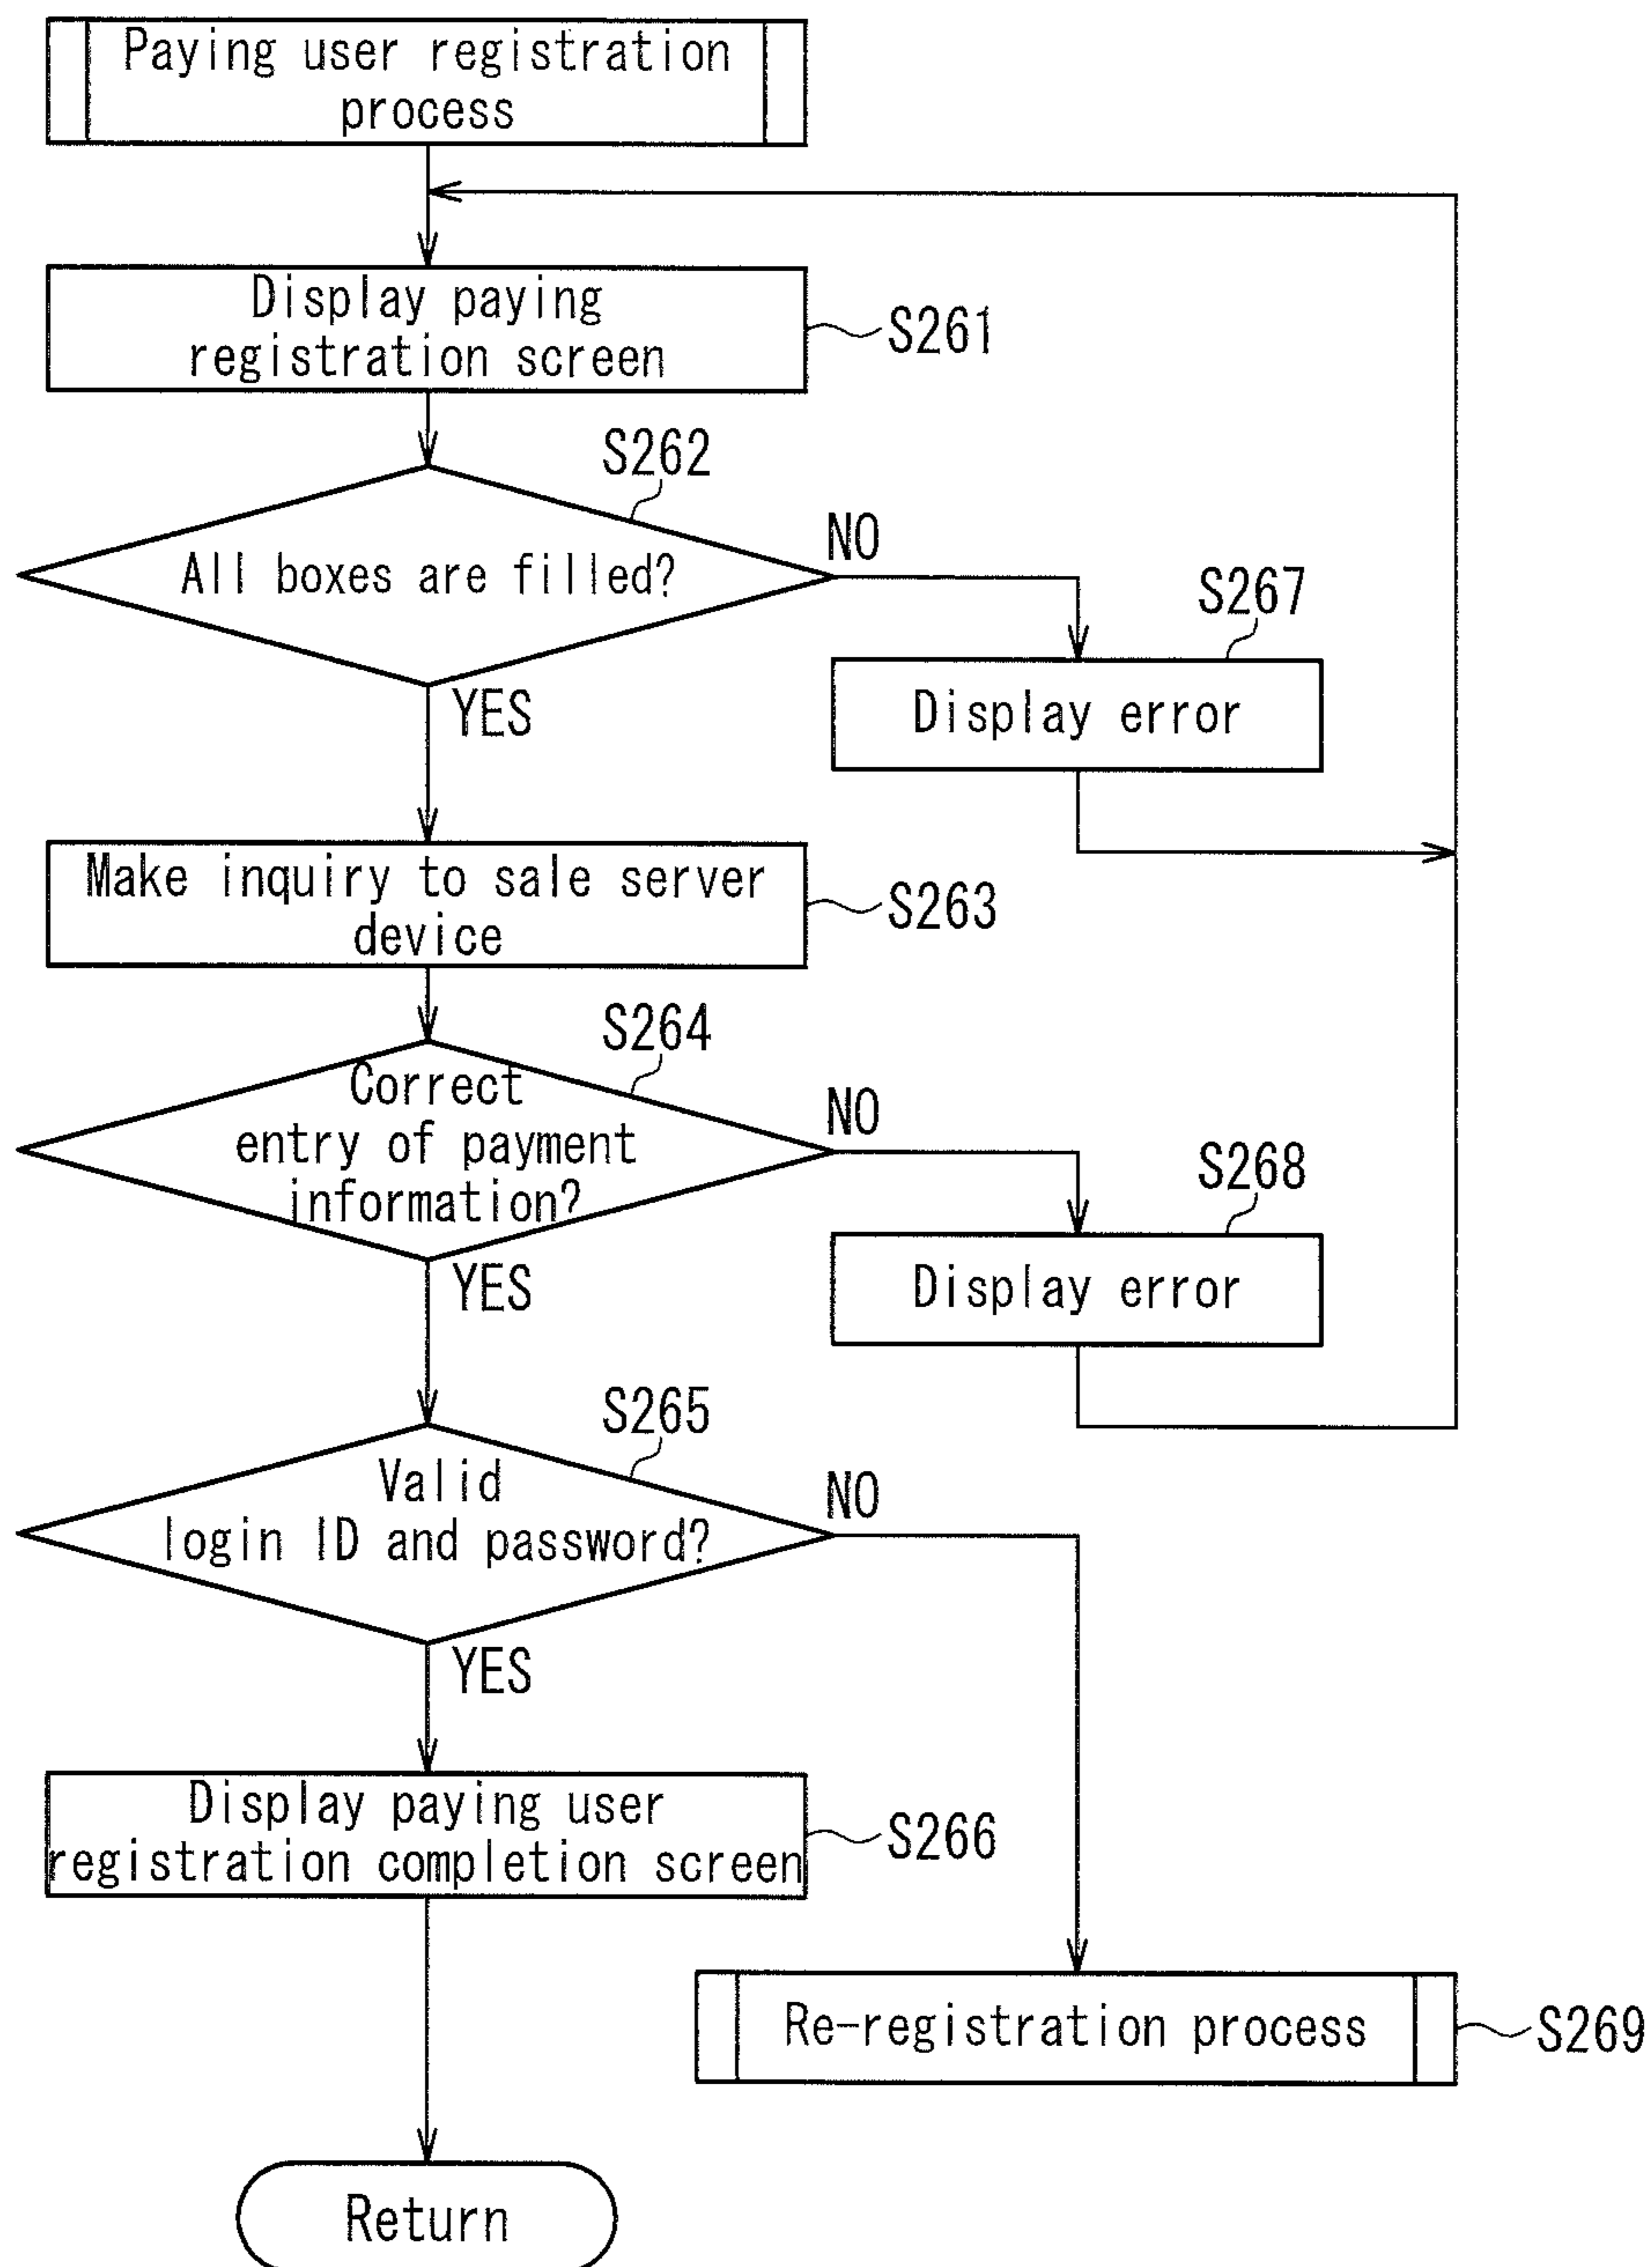 Paying user registration
process
Display paying
registration screen
S261
S262
All boxes are filled?
NO
YES
S267
Display error
Make inquiry to sale server
device
S263
S264
Correct
entry of payment
information?
NO
YES
S268
Display error
S265
Valid
login ID and password?
NO
YES
Display paying user
registration completion screen
S266
Re-registration process
S269
Return